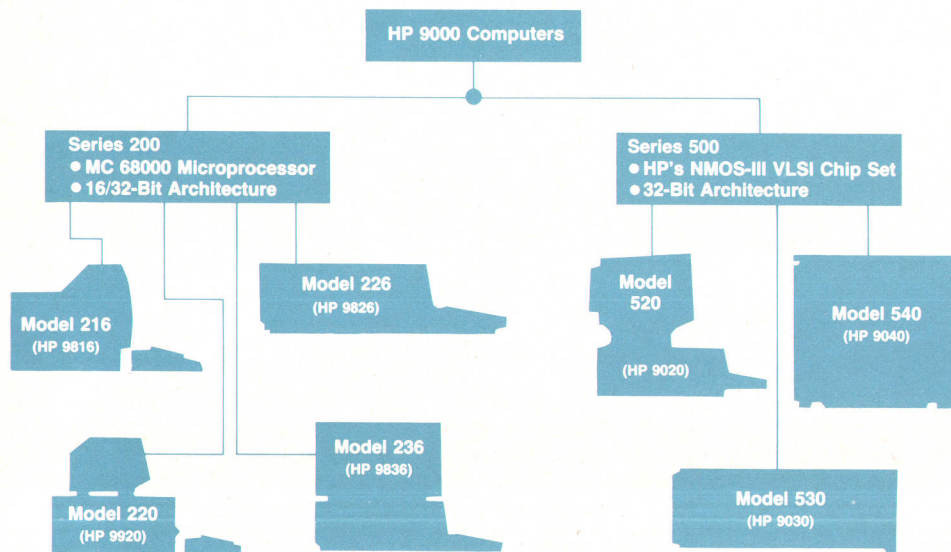 HP 9000 Computers
Series 200
● MC 68000 Microprocessor
● 16/32-Bit Architecture
Series 500
● HP's NMOS-III VLSI Chip Set
● 32-Bit Architecture
Model 216
(HP 9816)
Model 226
(HP 9826)
Model
520
(HP 9020)
Model 540
(HP 9040)
Model 220
(HP 9920)
Model 236
(HP 9836)
Model 530
(HP 9030)